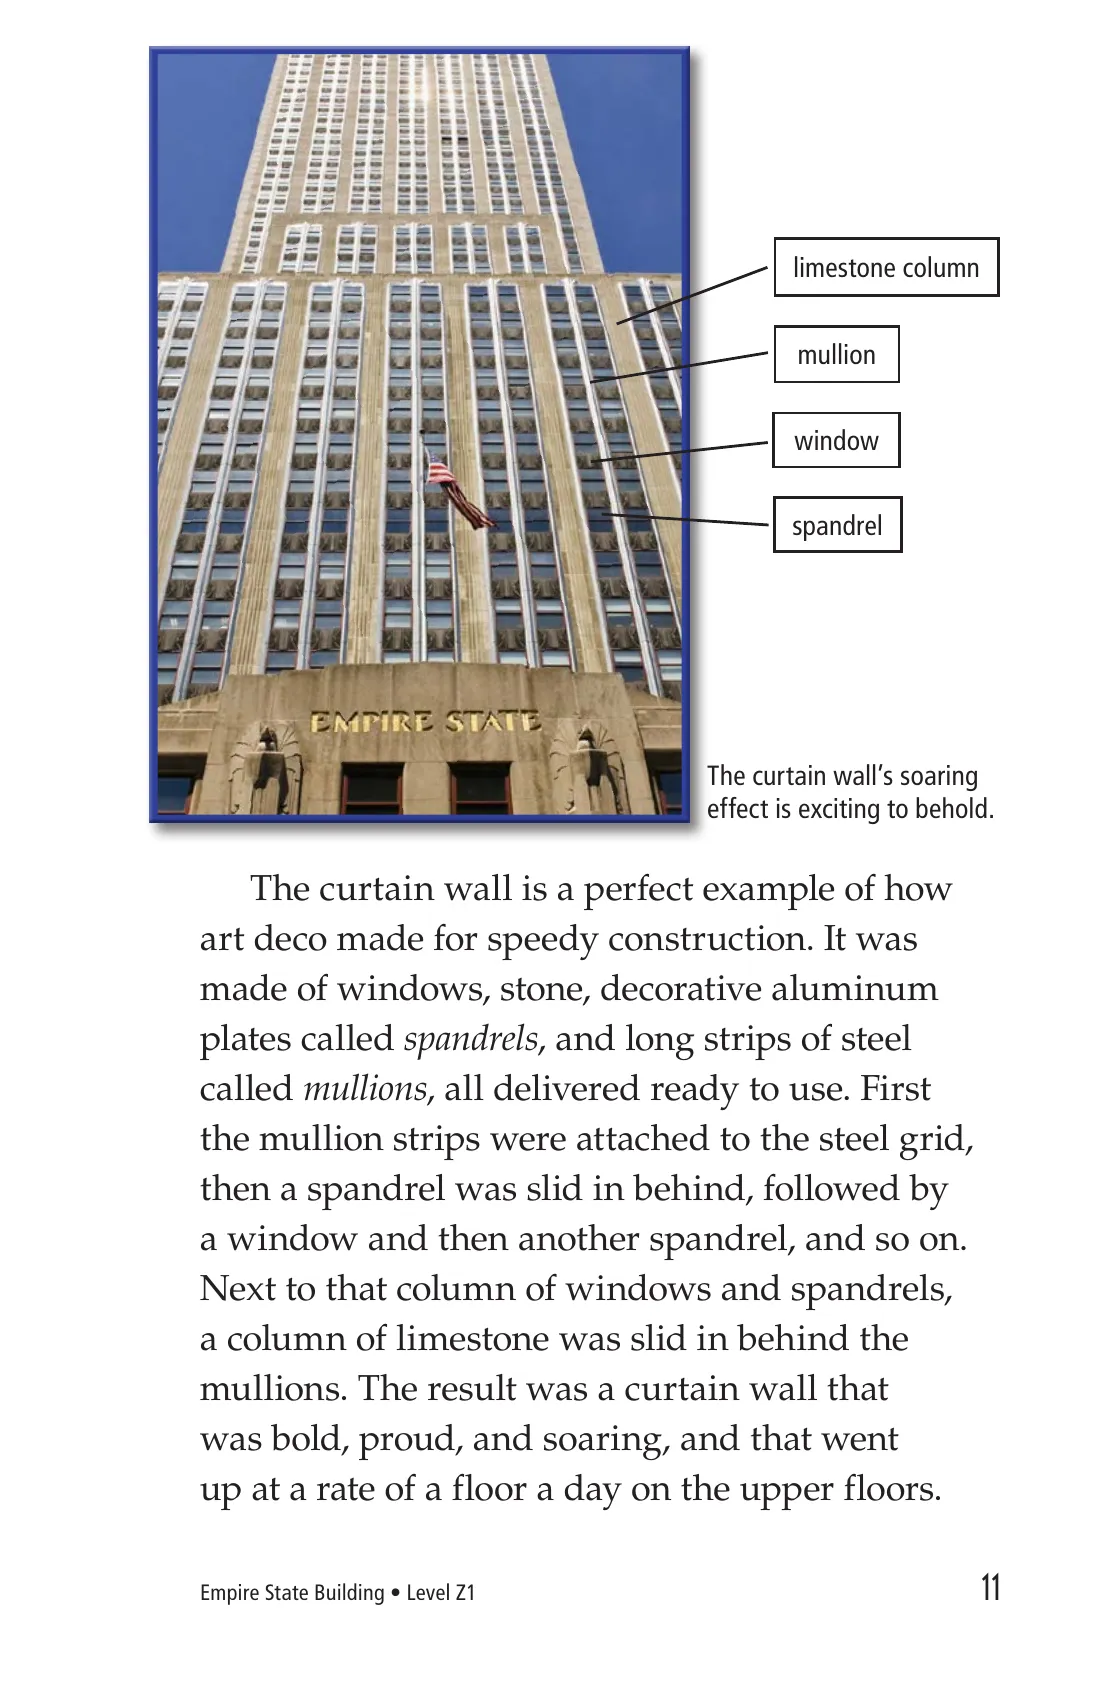 limestone column
mullion
window
spandrel
EMPIRE STATE
The curtain wall’s soaring
effect is exciting to behold.
The curtain wall is a perfect example of how
art deco made for speedy construction. It was
made of windows, stone, decorative aluminum
plates called spandrels, and long strips of steel
called mullions, all delivered ready to use. First
the mullion strips were attached to the steel grid,
then a spandrel was slid in behind, followed by
a window and then another spandrel, and so on.
Next to that column of windows and spandrels,
a column of limestone was slid in behind the
mullions. The result was a curtain wall that
was bold, proud, and soaring, and that went
up at a rate of a floor a day on the upper floors.
Empire State Building • Level Z1
11